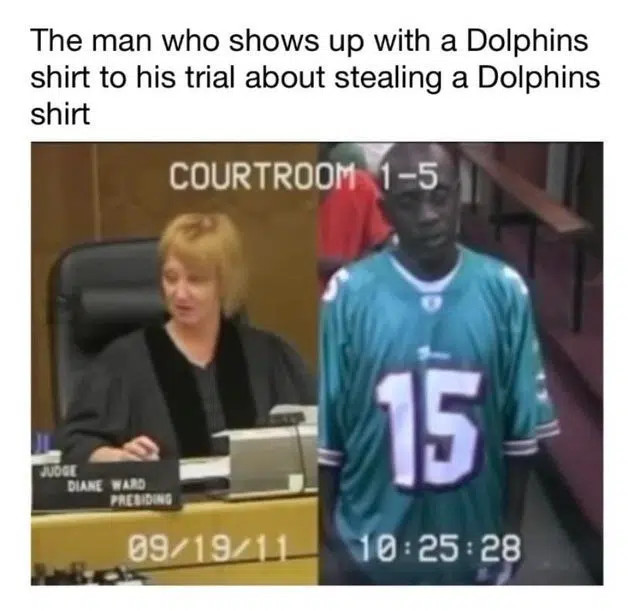 The man who shows up with a Dolphins
shirt to his trial about stealing a Dolphins
shirt
COURTROOM 1-5
15
JUDGE
DIANE WARD
PRESIDING
09/19/11 10:25:28